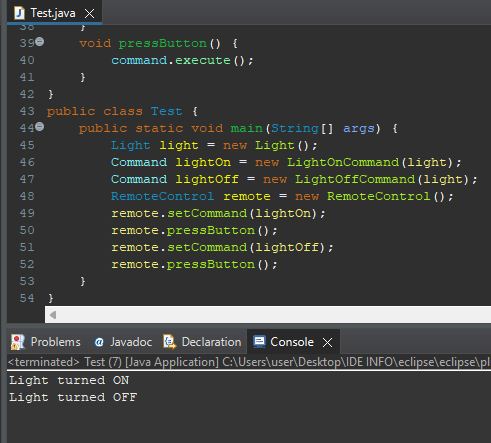 Test.java
38 }
39 void pressButton() {
40 command.execute();
41 }
42 }
43 public class Test {
44 public static void main(String[] args) {
45 Light light = new Light();
46 Command lightOn = new LightOnCommand(light);
47 Command lightOff = new LightOffCommand(light);
48 RemoteControl remote = new RemoteControl();
49 remote.setCommand(lightOn);
50 remote.pressButton();
51 remote.setCommand(lightOff);
52 remote.pressButton();
53 }
54 }
Problems @ Javadoc Declaration Console
<terminated> Test (7) [Java Application] C:\Users\user\Desktop\IDE INFO\eclipse\eclipse\pl
Light turned ON
Light turned OFF